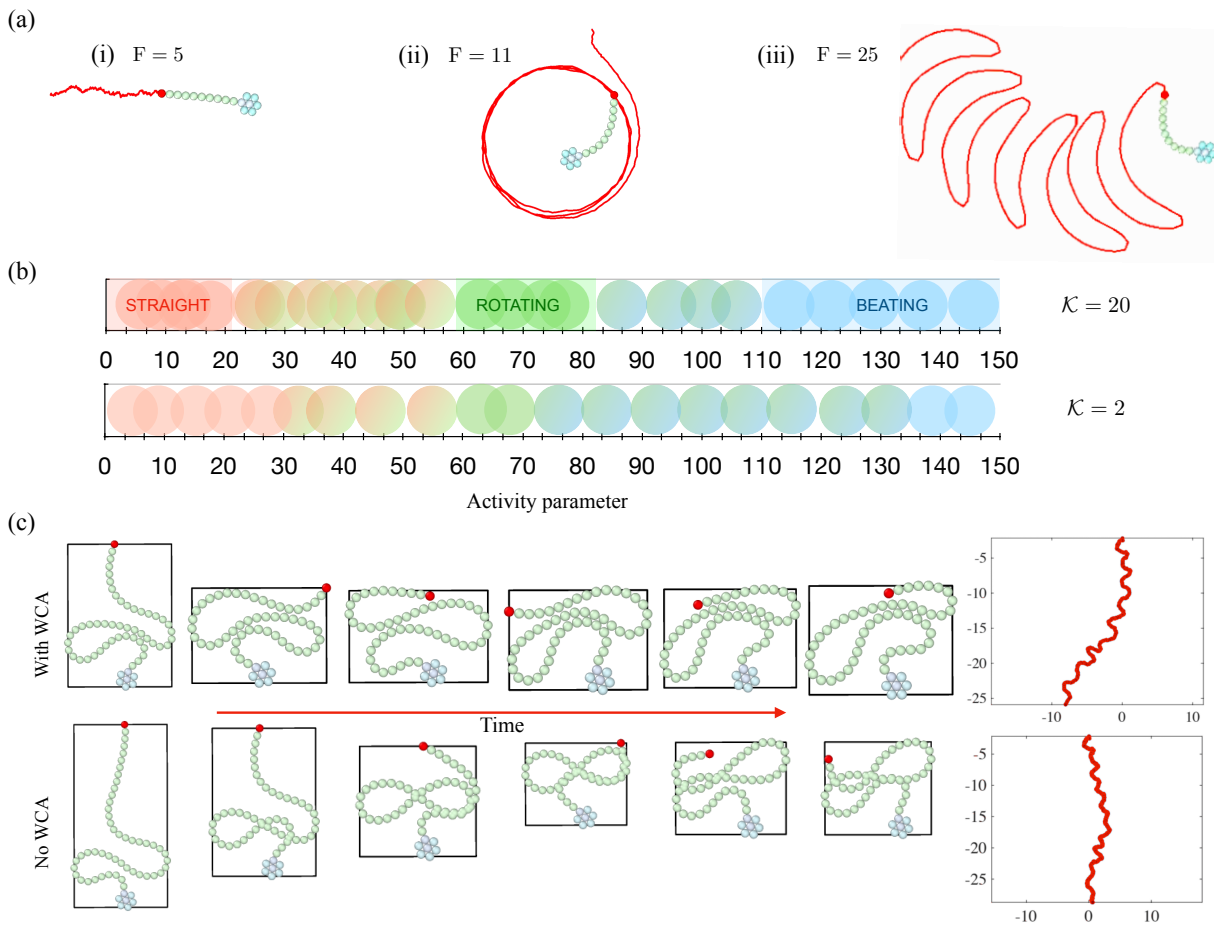 (a)
(i) F = 5
(ii) F = 11
(iii) F = 25
(b)
STRAIGHT ROTATING BEATING
K = 20
0 10 20 30 40 50 60 70 80 90 100 110 120 130 140 150
K = 2
0 10 20 30 40 50 60 70 80 90 100 110 120 130 140 150
Activity parameter
(c)
With WCA
-5
-10
-15
-20
-25
-10 0 10
Time
No WCA
-5
-10
-15
-20
-25
-10 0 10